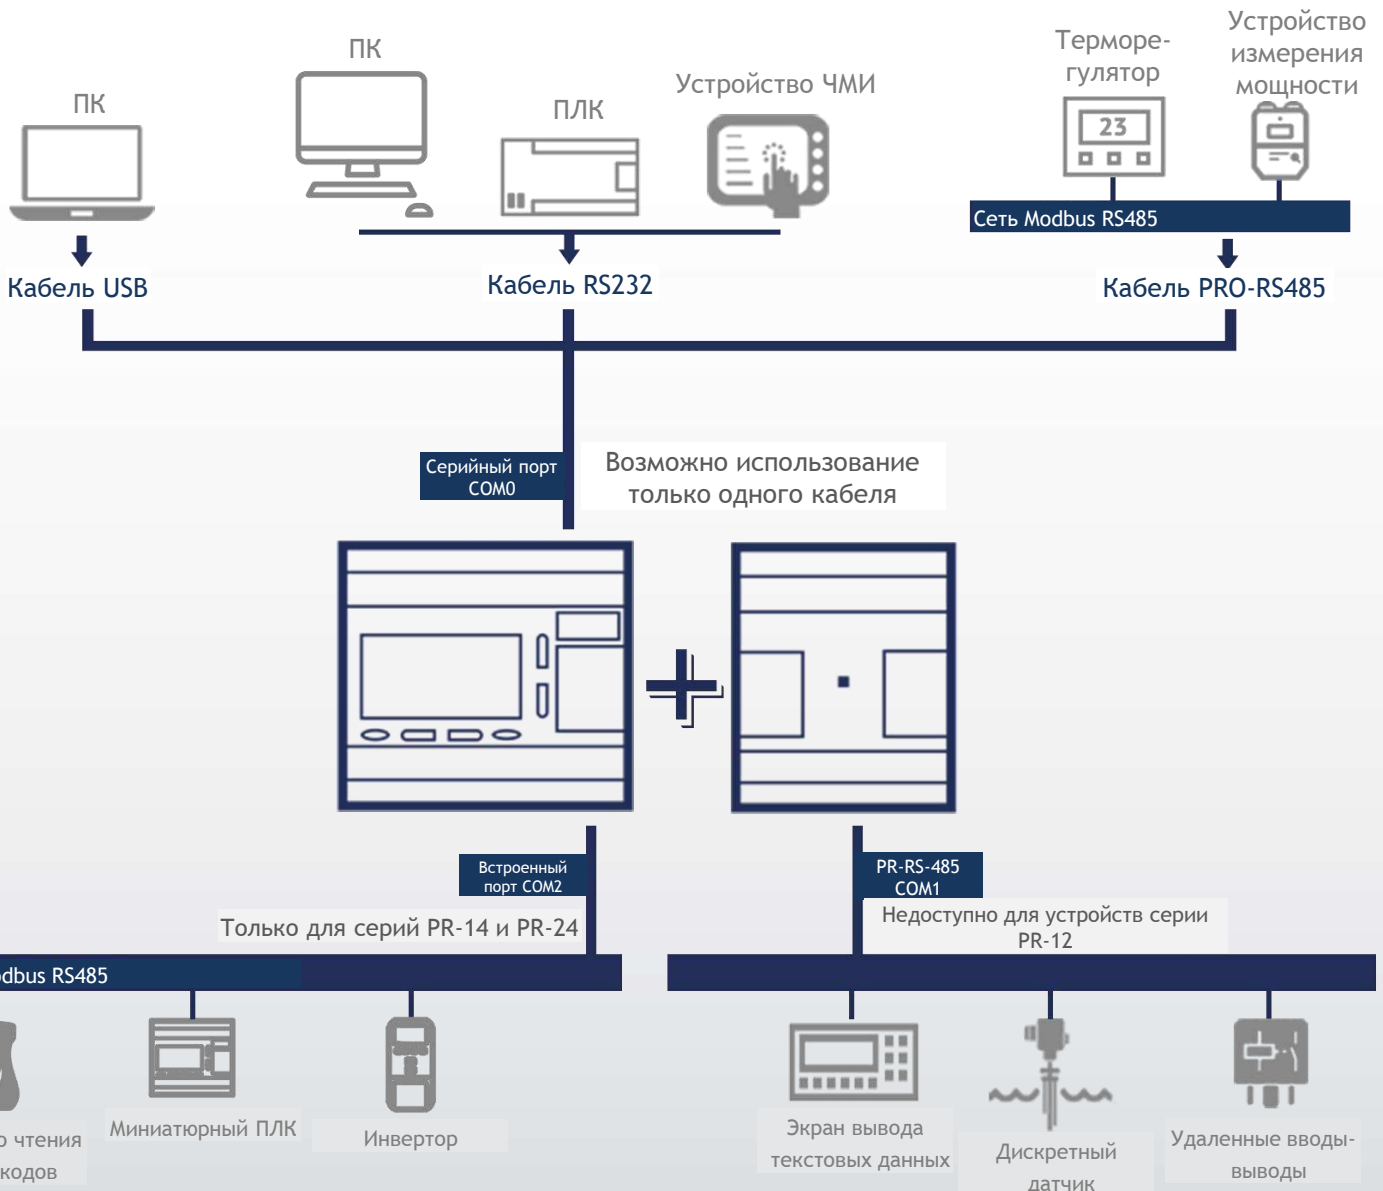 ПК
ПК
ПЛК
Устройство ЧМИ
Терморе-
гулятор
23
Устройство
измерения
мощности
Сеть Modbus RS485
Кабель USB
Кабель RS232
Кабель PRO-RS485
Серийный порт
COM0
Возможно использование
только одного кабеля
Встроенный
порт COM2
PR-RS-485
COM1
Только для серий PR-14 и PR-24
Недоступно для устройств серии
PR-12
dbus RS485
чтения
кодов
Миниатюрный ПЛК
Инвертор
Экран вывода
текстовых данных
Дискретный
датчик
Удаленные вводы-
выводы